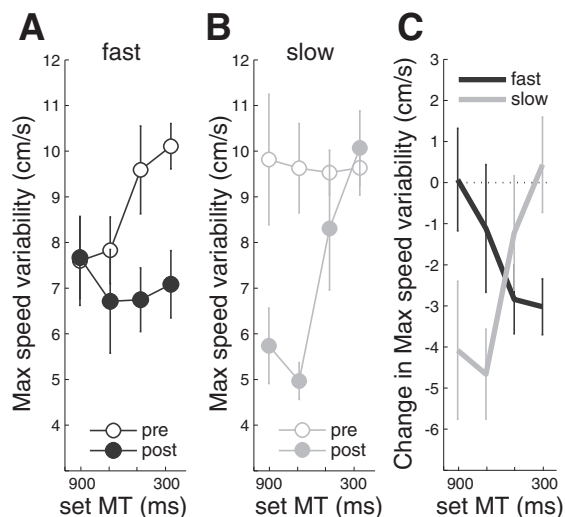 A
fast
Max speed variability (cm/s)
12
11
10
9
8
7
6
5
4
pre
post
900
300
set MT (ms)
B
slow
Max speed variability (cm/s)
12
11
10
9
8
7
6
5
4
pre
post
900
300
set MT (ms)
C
Change in Max speed variability (cm/s)
3
2
1
0
-1
-2
-3
-4
-5
-6
fast
slow
900
300
set MT (ms)